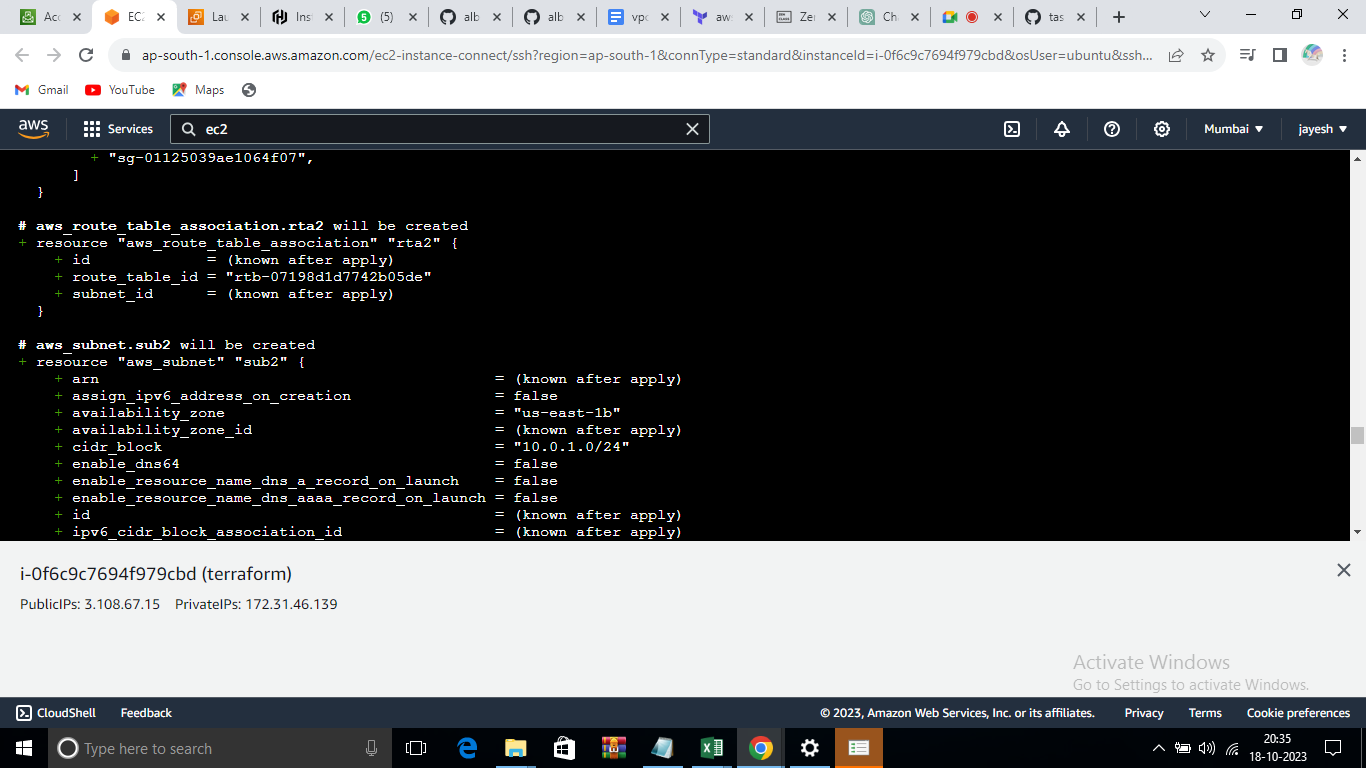 Acc
EC2
Lau
Ins
(5)
alb
alb
vpc
aws
Zer
Ch
tas
ap-south-1.console.aws.amazon.com/ec2-instance-connect/ssh?region=ap-south-1&connType=standard&instanceId=i-0f6c9c7694f979cbd&osUser=ubuntu&ssh...
Gmail
YouTube
Maps
aws
Services
ec2
Mumbai
jayesh
+ "sg-01125039ae1064f07",
]
}
# aws_route_table_association.rta2 will be created
+ resource "aws_route_table_association" "rta2" {
+ id = (known after apply)
+ route_table_id = "rtb-07198d1d7742b05de"
+ subnet_id = (known after apply)
}
# aws_subnet.sub2 will be created
+ resource "aws_subnet" "sub2" {
+ arn = (known after apply)
+ assign_ipv6_address_on_creation = false
+ availability_zone = "us-east-1b"
+ availability_zone_id = (known after apply)
+ cidr_block = "10.0.1.0/24"
+ enable_dns64 = false
+ enable_resource_name_dns_a_record_on_launch = false
+ enable_resource_name_dns_aaaa_record_on_launch = false
+ id = (known after apply)
+ ipv6_cidr_block_association_id = (known after apply)
i-0f6c9c7694f979cbd (terraform)
PublicIPs: 3.108.67.15 PrivateIPs: 172.31.46.139
Activate Windows
Go to Settings to activate Windows.
CloudShell
Feedback
© 2023, Amazon Web Services, Inc. or its affiliates.
Privacy
Terms
Cookie preferences
Type here to search
20:35
18-10-2023